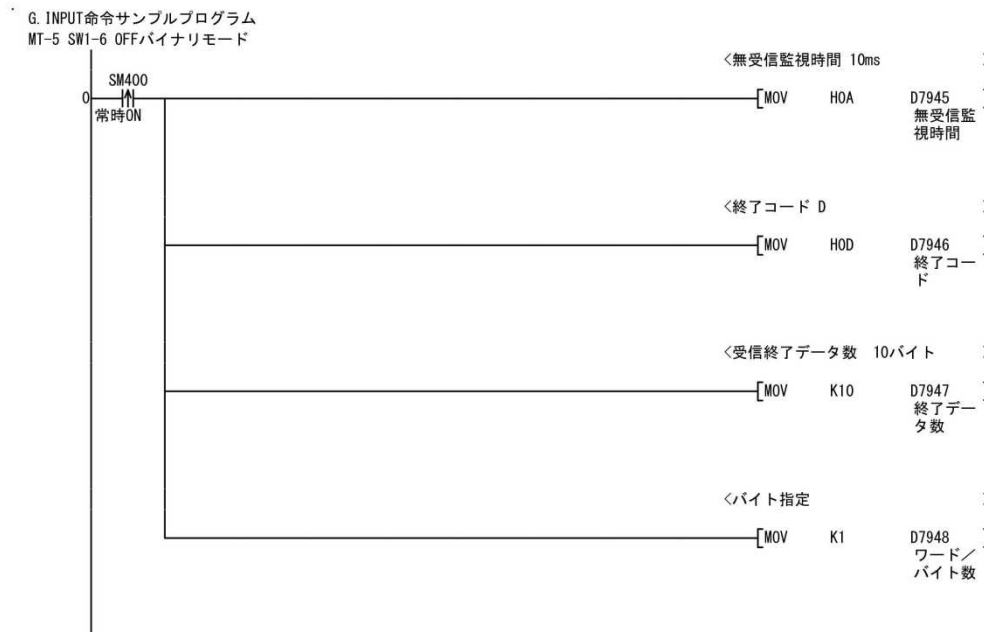 G.INPUT命令サンプルプログラム
MT-5 SW1-6 OFFバイナリモード
<無受信監視時間 10ms
SM400
0
常時ON
[MOV H0A D7945
無受信監
視時間
<終了コード D
[MOV H0D D7946
終了コー
ド
<受信終了データ数 10バイト
[MOV K10 D7947
終了デー
タ数
<バイト指定
[MOV K1 D7948
ワード/
バイト数